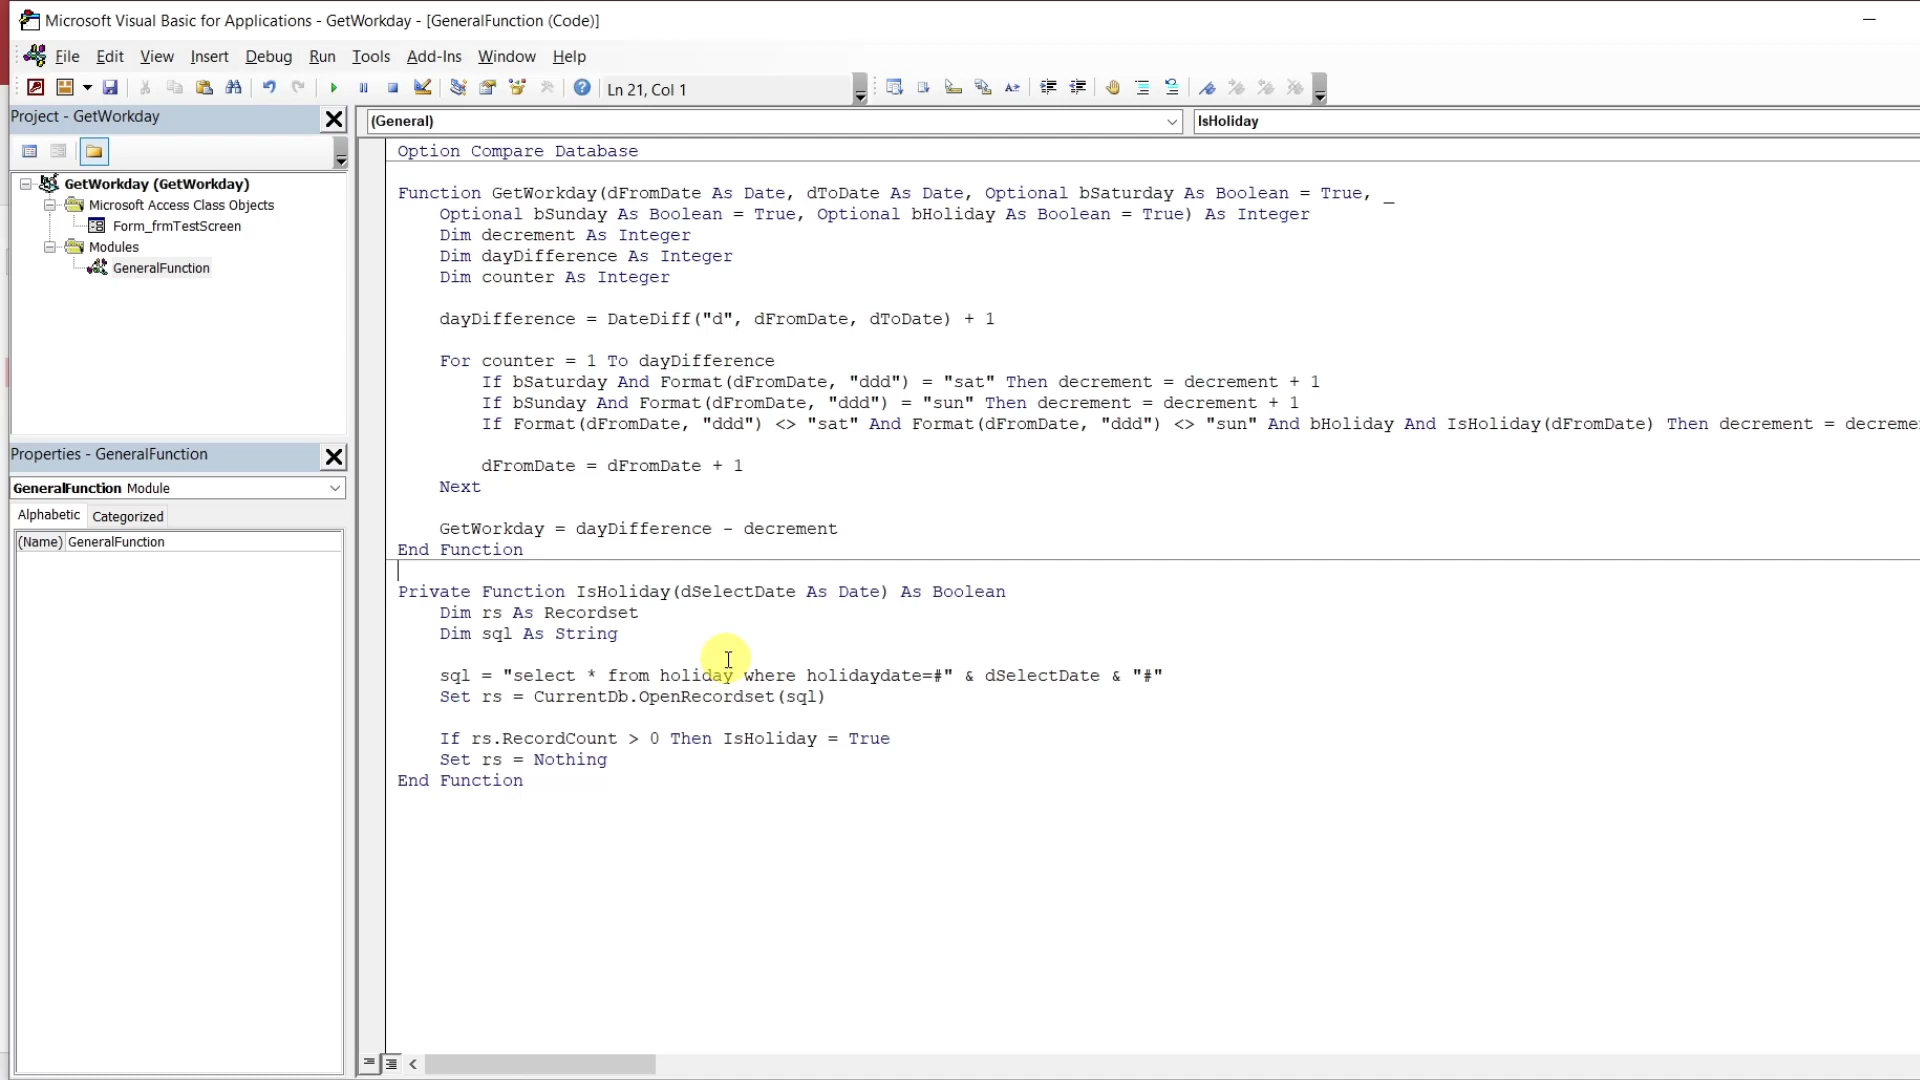 Microsoft Visual Basic for Applications - GetWorkday - [GeneralFunction (Code)]
File Edit View Insert Debug Run Tools Add-Ins Window Help
Ln 21, Col 1
Project - GetWorkday
GetWorkday (GetWorkday)
Microsoft Access Class Objects
Form_frmTestScreen
Modules
GeneralFunction
Properties - GeneralFunction
GeneralFunction Module
Alphabetic Categorized
(Name) GeneralFunction
(General) IsHoliday
Option Compare Database
Function GetWorkday(dFromDate As Date, dToDate As Date, Optional bSaturday As Boolean = True, _
Optional bSunday As Boolean = True, Optional bHoliday As Boolean = True) As Integer
Dim decrement As Integer
Dim dayDifference As Integer
Dim counter As Integer
dayDifference = DateDiff("d", dFromDate, dToDate) + 1
For counter = 1 To dayDifference
If bSaturday And Format(dFromDate, "ddd") = "sat" Then decrement = decrement + 1
If bSunday And Format(dFromDate, "ddd") = "sun" Then decrement = decrement + 1
If Format(dFromDate, "ddd") <> "sat" And Format(dFromDate, "ddd") <> "sun" And bHoliday And IsHoliday(dFromDate) Then decrement = decreme
dFromDate = dFromDate + 1
Next
GetWorkday = dayDifference - decrement
End Function
Private Function IsHoliday(dSelectDate As Date) As Boolean
Dim rs As Recordset
Dim sql As String
sql = "select * from holiday where holidaydate=#" & dSelectDate & "#"
Set rs = CurrentDb.OpenRecordset(sql)
If rs.RecordCount > 0 Then IsHoliday = True
Set rs = Nothing
End Function